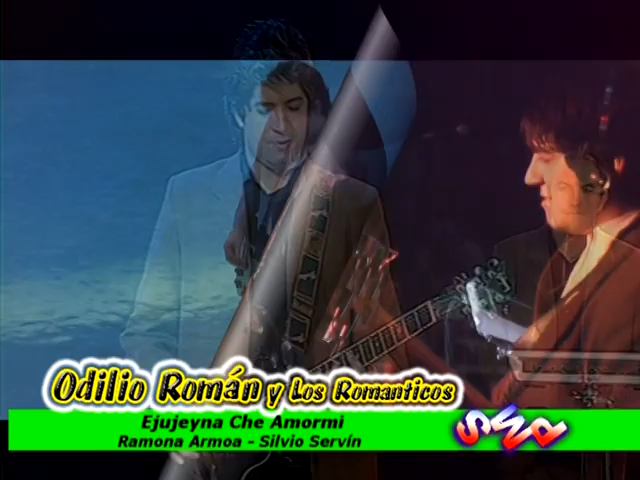 Odilio Román y Los Romanticos
Ejujeyna Che Amormi
Ramona Armoa - Silvio Servín